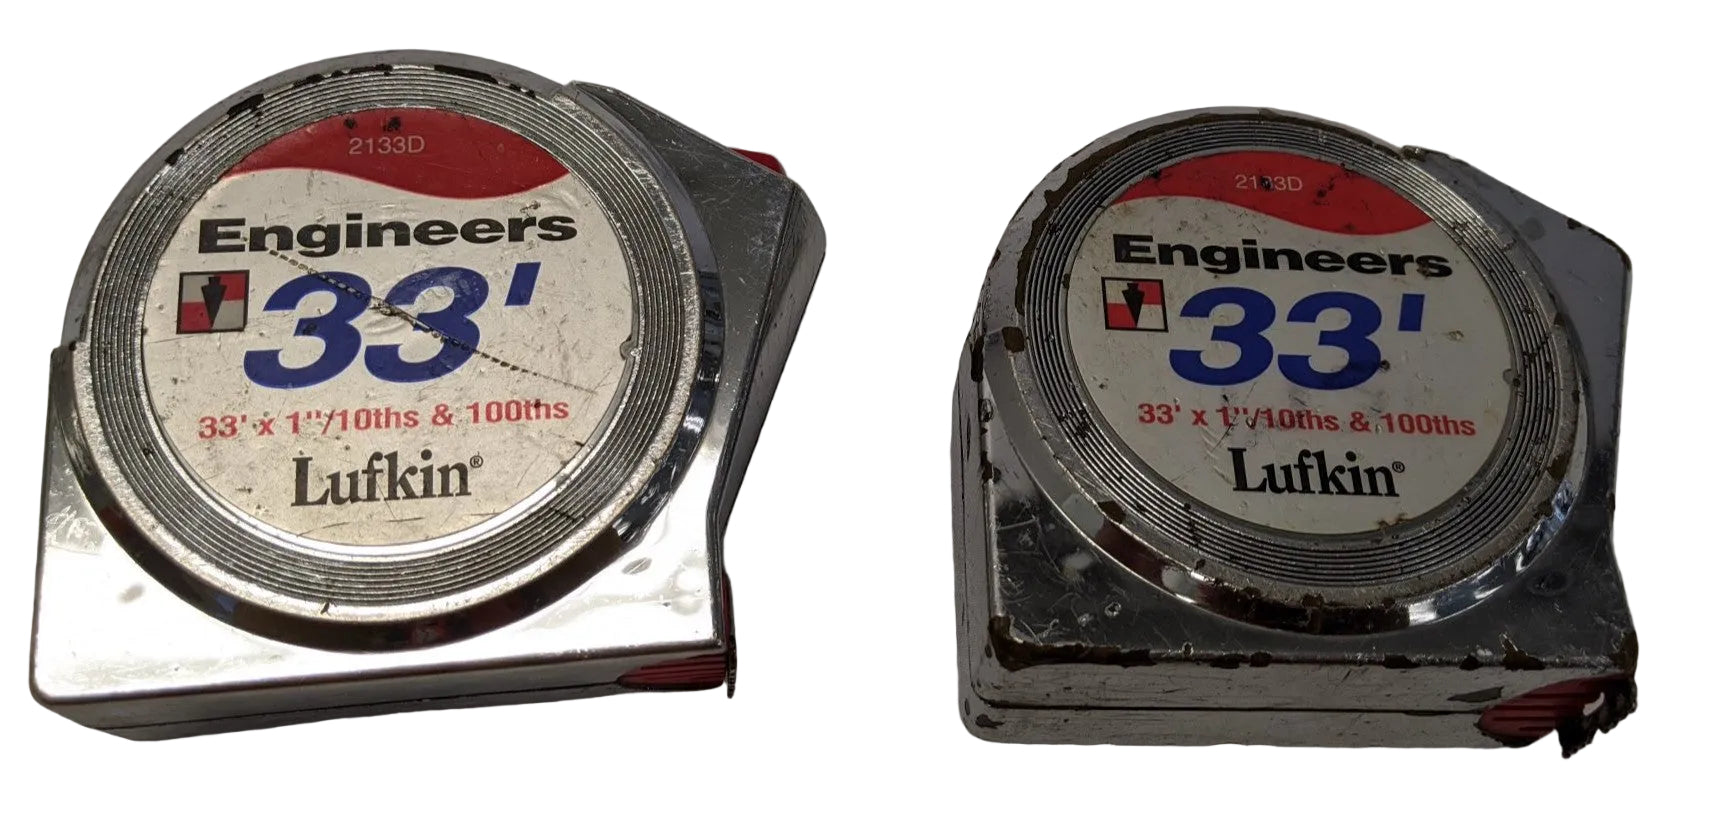 2133D
Engineers
33'
33' x 1"/10ths & 100ths
Lufkin®
2133D
Engineers
33'
33' x 1"/10ths & 100ths
Lufkin®